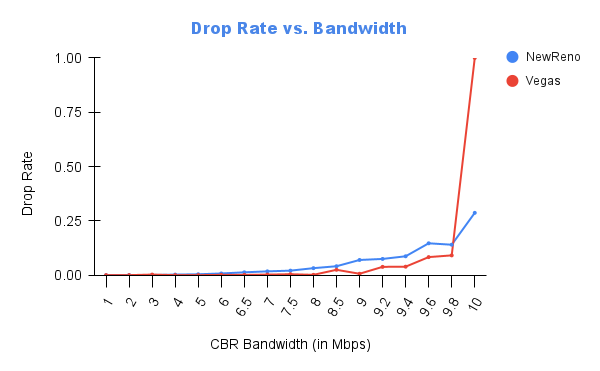 Drop Rate vs. Bandwidth
NewReno
Vegas
Drop Rate
1.00
0.75
0.50
0.25
0.00
1 2 3 4 5 6 6.5 7 7.5 8 8.5 9 9.2 9.4 9.6 9.8 10
CBR Bandwidth (in Mbps)